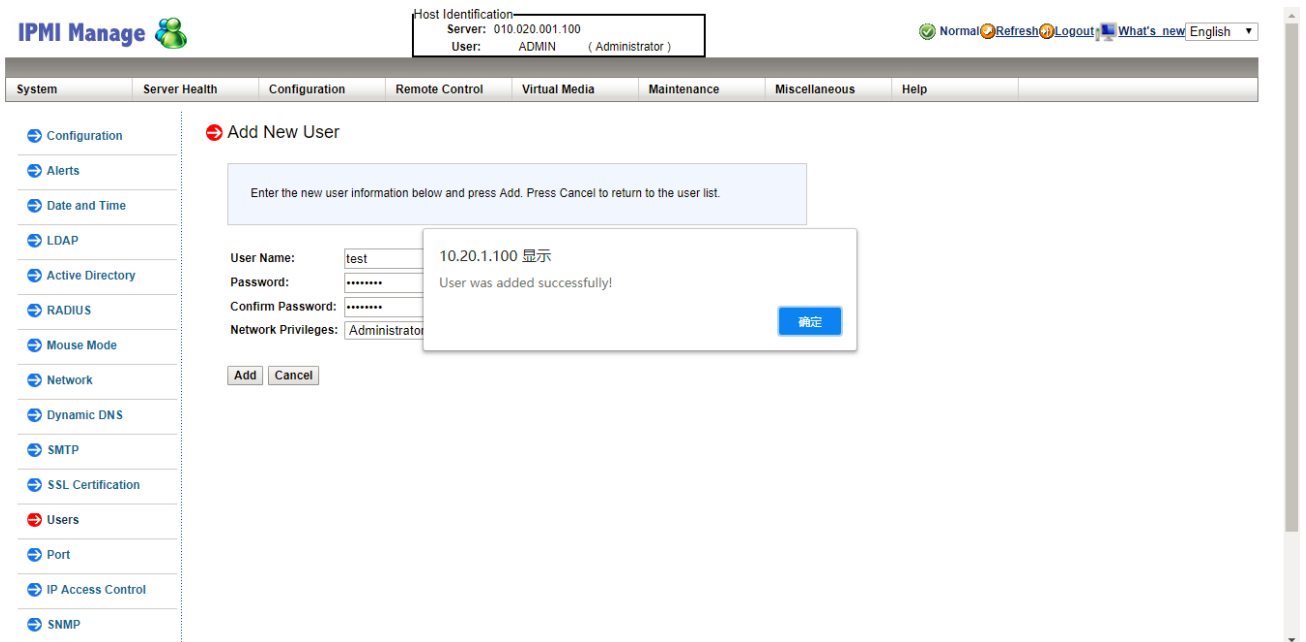 IPMI Manage
Host Identification
Server: 010.020.001.100
User: ADMIN ( Administrator )
Normal Refresh Logout What's new English
System Server Health Configuration Remote Control Virtual Media Maintenance Miscellaneous Help
Configuration
Alerts
Date and Time
LDAP
Active Directory
RADIUS
Mouse Mode
Network
Dynamic DNS
SMTP
SSL Certification
Users
Port
IP Access Control
SNMP
Add New User
Enter the new user information below and press Add. Press Cancel to return to the user list.
User Name: test
Password: ••••••••
Confirm Password: ••••••••
Network Privileges: Administrator
Add Cancel
10.20.1.100 显示
User was added successfully!
确定